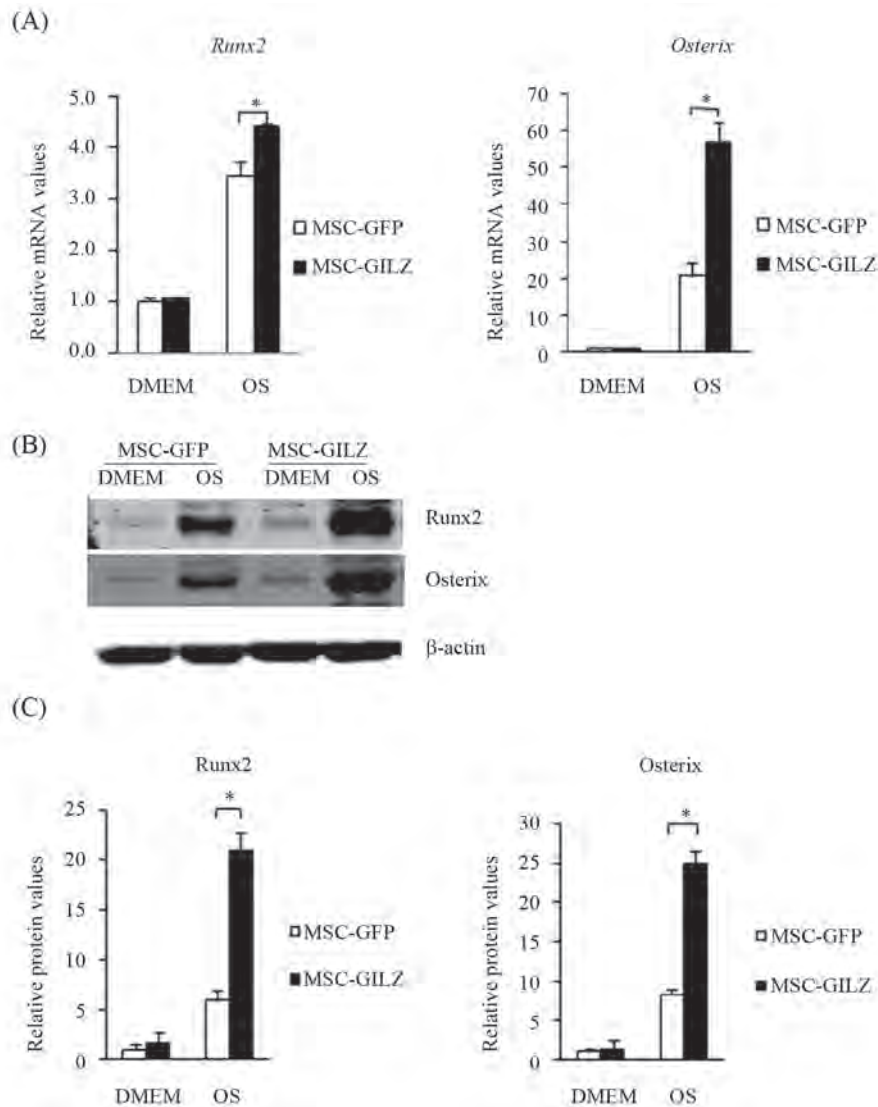 (A)
Runx2
Relative mRNA values
5.0
4.0
3.0
2.0
1.0
0.0
*
DMEM OS
MSC-GFP
MSC-GILZ
Osterix
Relative mRNA values
70
60
50
40
30
20
10
0
*
DMEM OS
MSC-GFP
MSC-GILZ
(B)
MSC-GFP MSC-GILZ
DMEM OS DMEM OS
Runx2
Osterix
β-actin
(C)
Runx2
Relative protein values
25
20
15
10
5
0
*
DMEM OS
MSC-GFP
MSC-GILZ
Osterix
Relative protein values
30
25
20
15
10
5
0
*
DMEM OS
MSC-GFP
MSC-GILZ